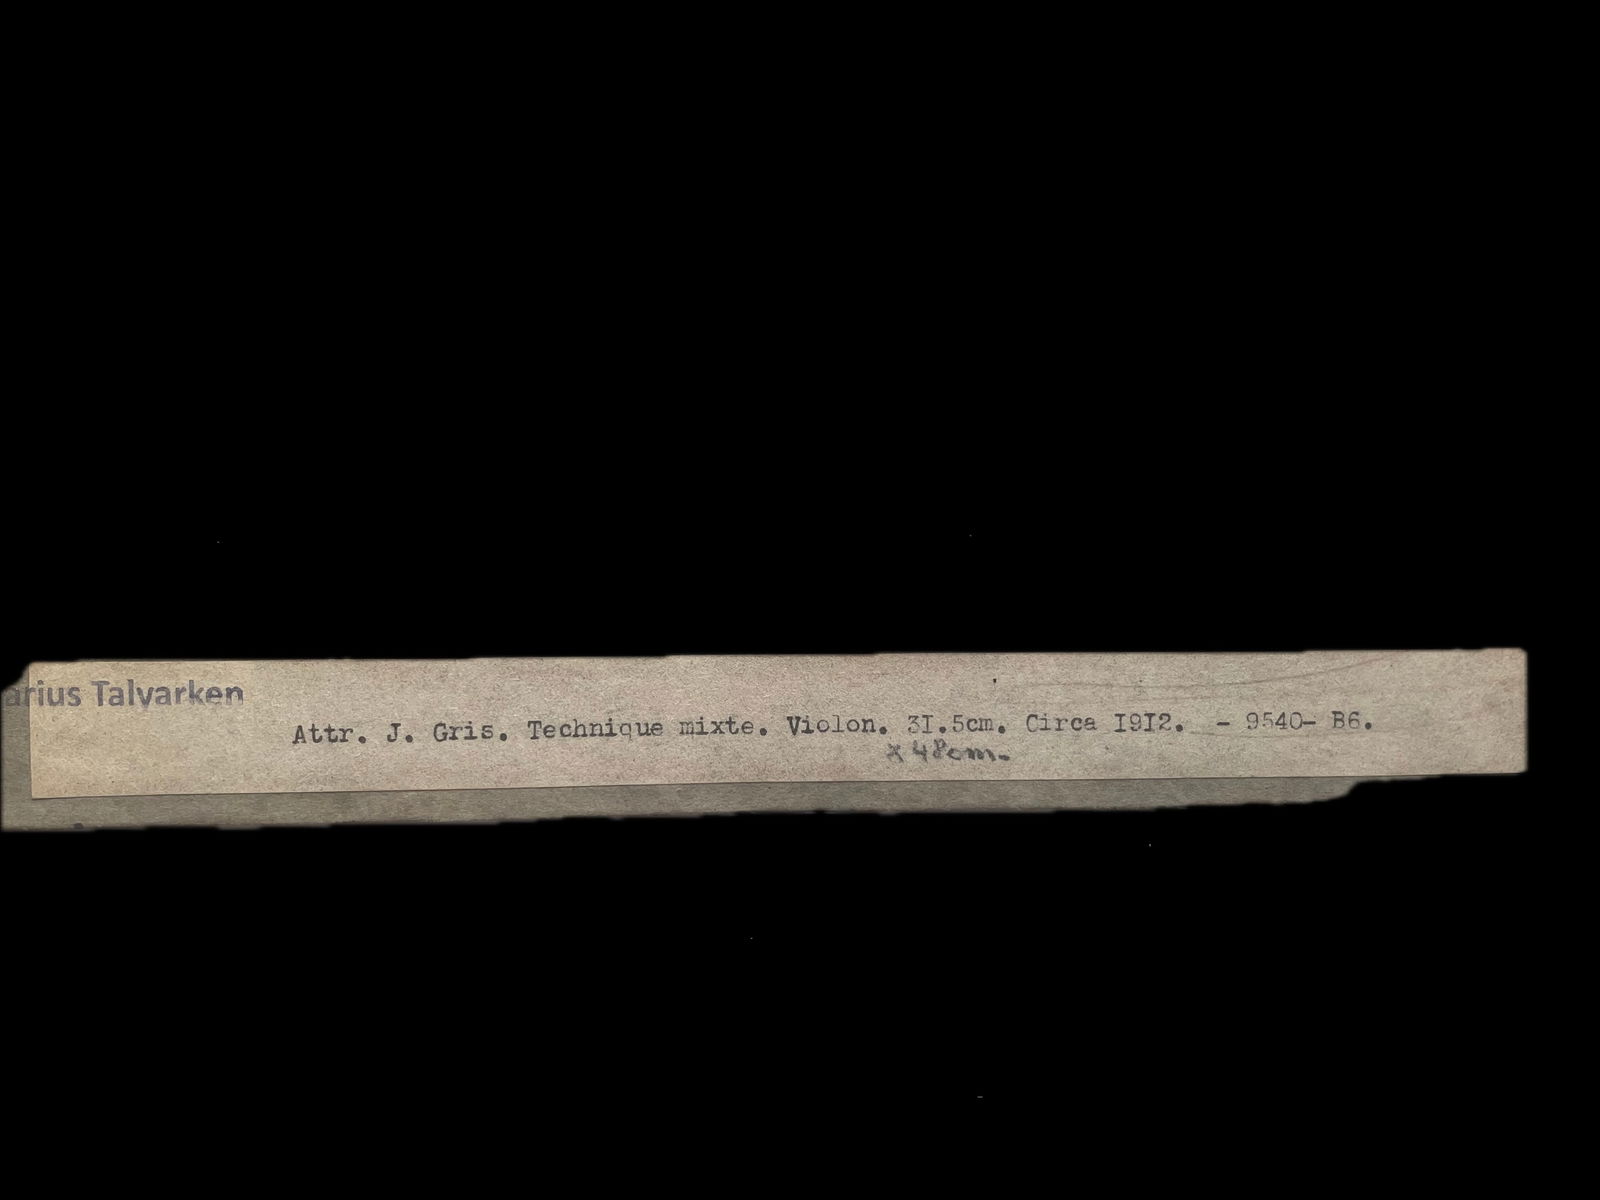 arius Talvarken
Attr. J. Gris. Technique mixte. Violon. 3I.5cm. Circa I9I2. - 9540- B6.
x 48cm.